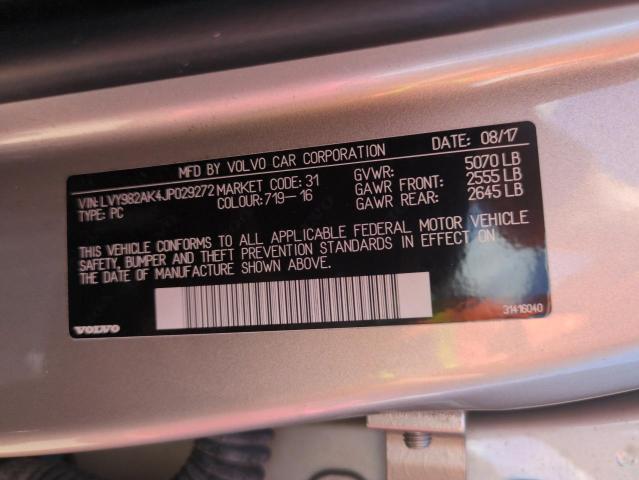 MFD BY VOLVO CAR CORPORATION DATE: 08/17
VIN: LVY982AK4JP029272 MARKET CODE: 31 GVWR: 5070 LB
TYPE: PC COLOUR: 719-16 GAWR FRONT: 2555 LB
GAWR REAR: 2645 LB
THIS VEHICLE CONFORMS TO ALL APPLICABLE FEDERAL MOTOR VEHICLE
SAFETY, BUMPER AND THEFT PREVENTION STANDARDS IN EFFECT ON
THE DATE OF MANUFACTURE SHOWN ABOVE.
VOLVO 31416040